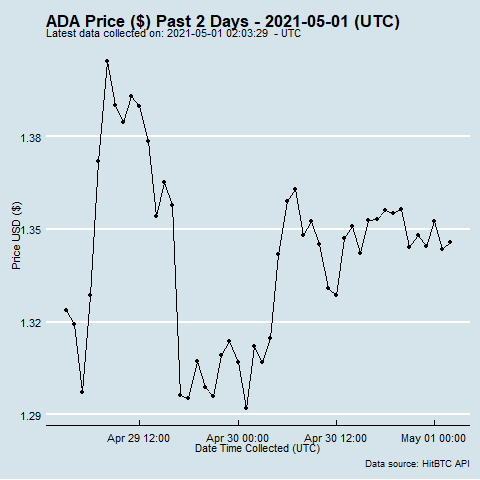 ADA Price ($) Past 2 Days - 2021-05-01 (UTC)
Latest data collected on: 2021-05-01 02:03:29 - UTC
1.38
1.35
1.32
1.29
Price USD ($)
Apr 29 12:00 Apr 30 00:00 Apr 30 12:00 May 01 00:00
Date Time Collected (UTC)
Data source: HitBTC API